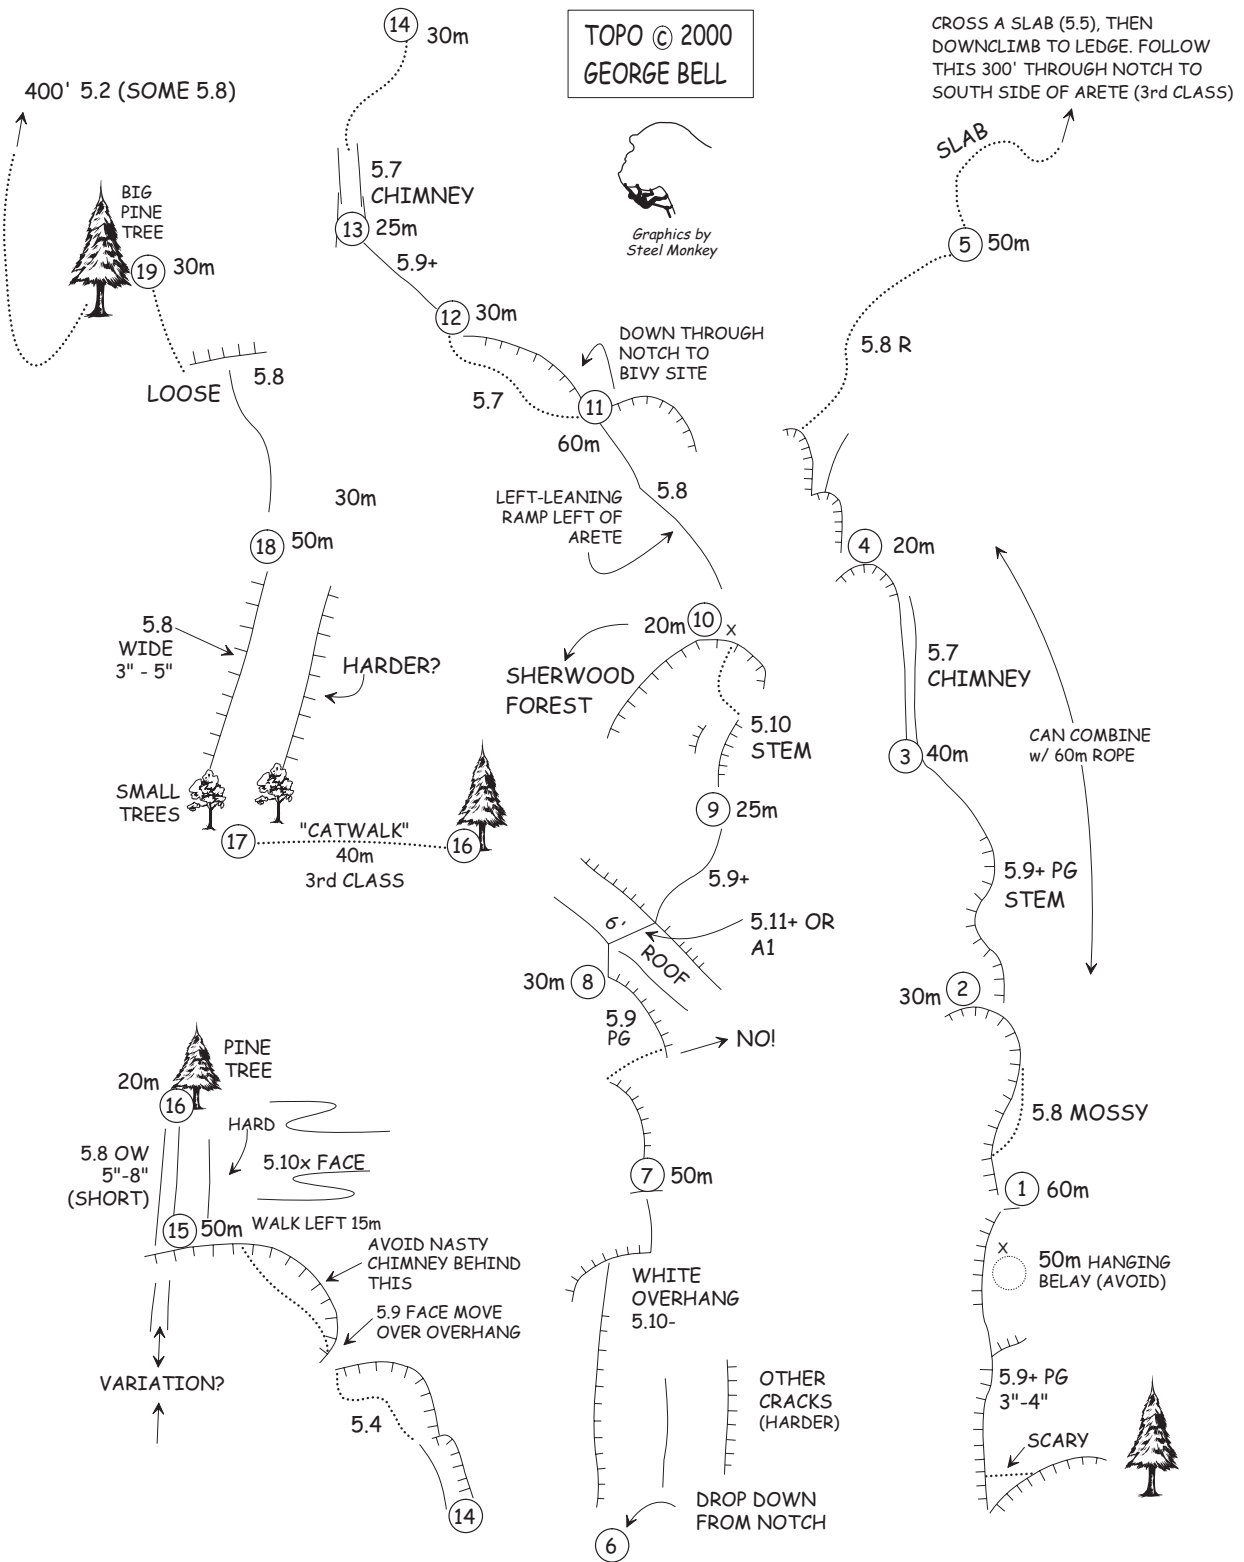 TOPO © 2000
GEORGE BELL
Graphics by
Steel Monkey
CROSS A SLAB (5.5), THEN
DOWNCLIMB TO LEDGE. FOLLOW
THIS 300' THROUGH NOTCH TO
SOUTH SIDE OF ARETE (3rd CLASS)
SLAB
5 50m
5.8 R
4 20m
5.7
CHIMNEY
CAN COMBINE
w/ 60m ROPE
3 40m
5.9+ PG
STEM
30m 2
5.8 MOSSY
1 60m
X
50m HANGING
BELAY (AVOID)
5.9+ PG
3"-4"
SCARY
14 30m
5.7
CHIMNEY
13 25m
5.9+
12 30m
DOWN THROUGH
NOTCH TO
BIVY SITE
5.7
11
60m
5.8
LEFT-LEANING
RAMP LEFT OF
ARETE
20m 10 X
SHERWOOD
FOREST
5.10
STEM
9 25m
5.9+
6'
ROOF
5.11+ OR
A1
30m 8
5.9
PG
NO!
7 50m
WHITE
OVERHANG
5.10-
OTHER
CRACKS
(HARDER)
DROP DOWN
FROM NOTCH
6
400' 5.2 (SOME 5.8)
BIG
PINE
TREE
19 30m
5.8
LOOSE
30m
18 50m
5.8
WIDE
3" - 5"
HARDER?
SMALL
TREES
17 "CATWALK" 16
40m
3rd CLASS
PINE
TREE
20m
16
HARD
5.8 OW
5"-8"
(SHORT)
5.10x FACE
15 50m WALK LEFT 15m
AVOID NASTY
CHIMNEY BEHIND
THIS
5.9 FACE MOVE
OVER OVERHANG
VARIATION?
5.4
14